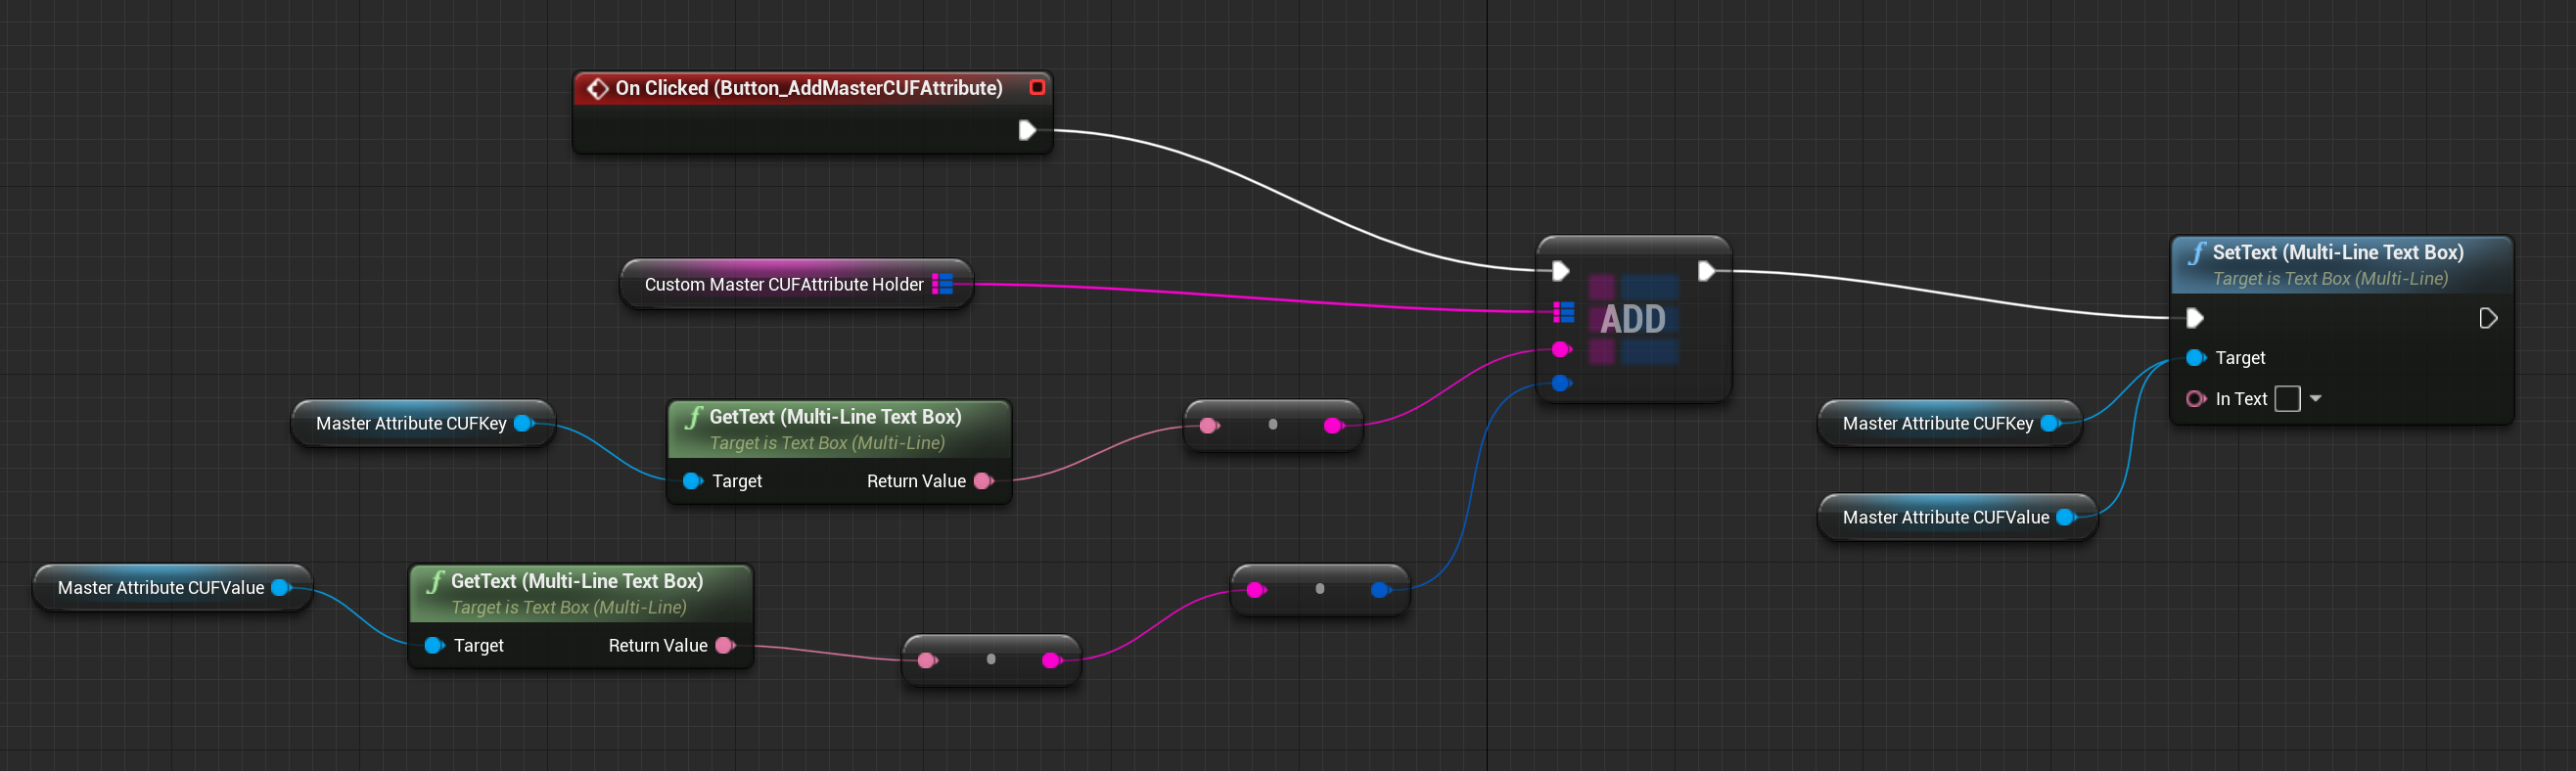 On Clicked (Button_AddMasterCUFAttribute)
Custom Master CUFAttribute Holder
ADD
SetText (Multi-Line Text Box)
Target is Text Box (Multi-Line)
Target
In Text
Master Attribute CUFKey
GetText (Multi-Line Text Box)
Target is Text Box (Multi-Line)
Target
Return Value
Master Attribute CUFKey
Master Attribute CUFValue
Master Attribute CUFValue
GetText (Multi-Line Text Box)
Target is Text Box (Multi-Line)
Target
Return Value